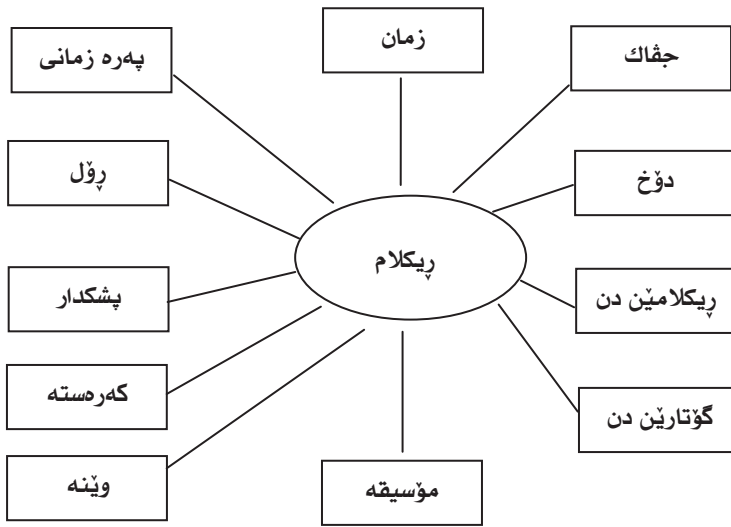 زمان
جڤاك
پەرە زمانی
دۆخ
ڕۆل
ڕیکلام
ڕیکلامێن دن
پشکدار
گۆتارێن دن
کەرەستە
وێنە
مۆسیقە